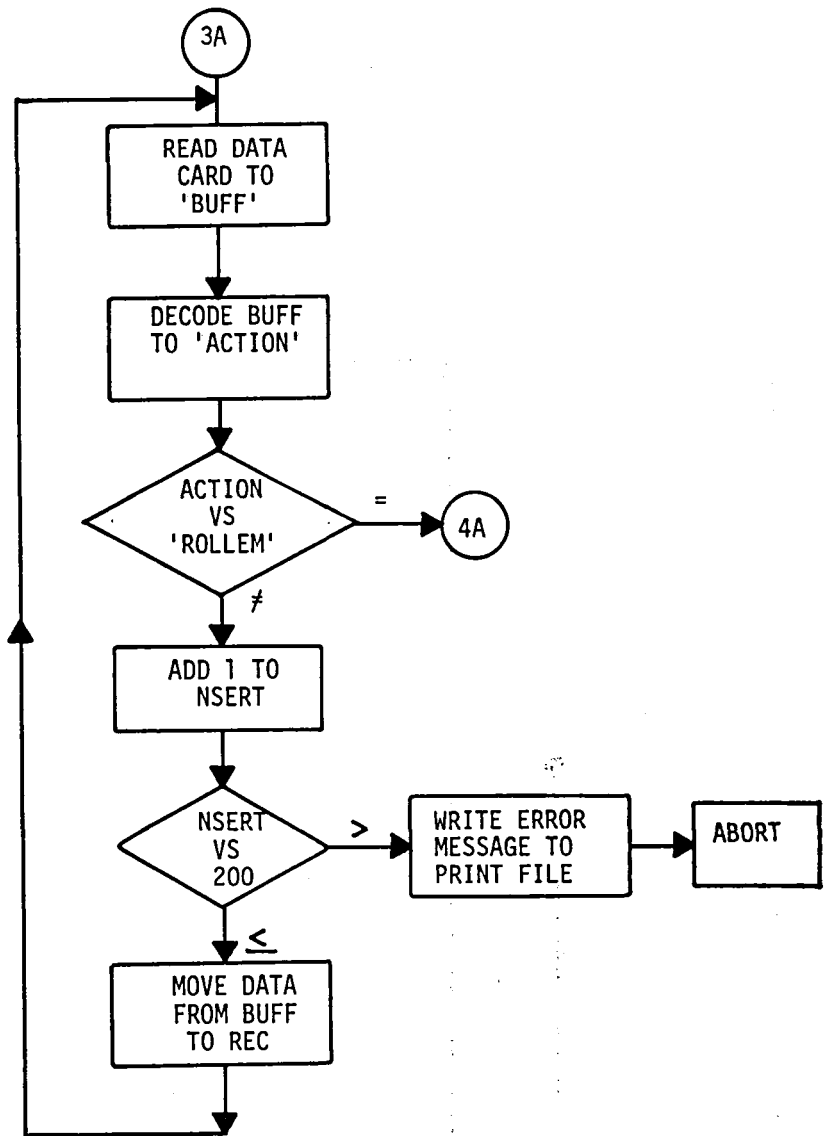 3A
READ DATA
CARD TO
'BUFF'
DECODE BUFF
TO 'ACTION'
ACTION
VS
'ROLLEM'
=
4A
≠
ADD 1 TO
NSERT
NSERT
VS
200
>
WRITE ERROR
MESSAGE TO
PRINT FILE
ABORT
≤
MOVE DATA
FROM BUFF
TO REC